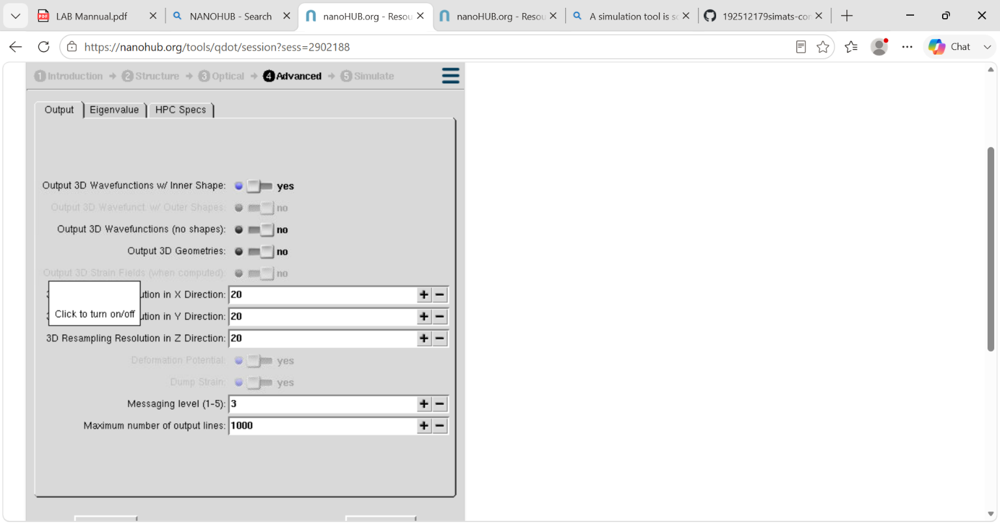 LAB Mannual.pdf
NANOHUB - Search
nanoHUB.org - Resou
nanoHUB.org - Resou
A simulation tool is sc
192512179simats-cor
https://nanohub.org/tools/qdot/session?sess=2902188
Chat
1 Introduction → 2 Structure → 3 Optical → 4 Advanced → 5 Simulate
Output Eigenvalue HPC Specs
Output 3D Wavefunctions w/ Inner Shape: yes
Output 3D Wavefunct. w/ Outer Shapes: no
Output 3D Wavefunctions (no shapes): no
Output 3D Geometries: no
Output 3D Strain Fields (when computed): no
ution in X Direction: 20 + −
Click to turn on/off
ution in Y Direction: 20 + −
3D Resampling Resolution in Z Direction: 20 + −
Deformation Potential: yes
Dump Strain: yes
Messaging level (1-5): 3 + −
Maximum number of output lines: 1000 + −